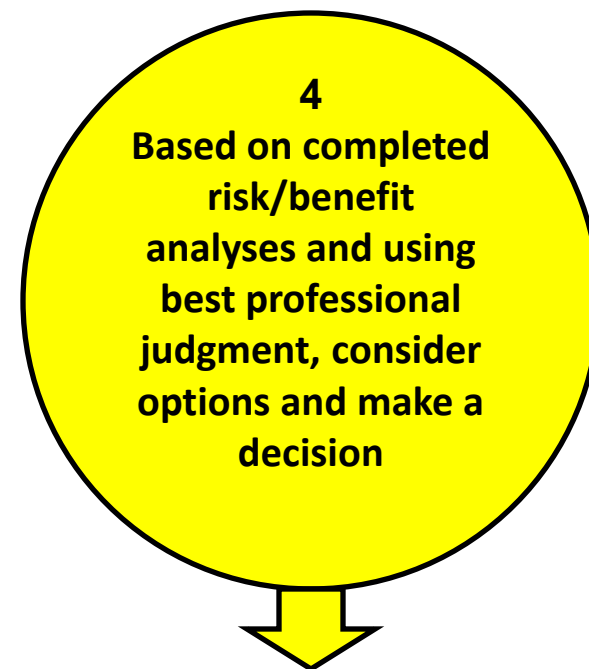 4
Based on completed
risk/benefit
analyses and using
best professional
judgment, consider
options and make a
decision